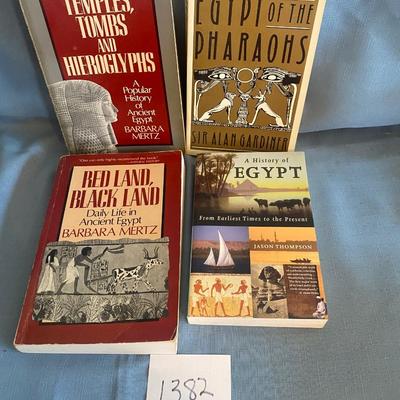 TEMPLES,
TOMBS
AND
HIEROGLYPHS
A
Popular
History of
Ancient
Egypt
BARBARA
MERTZ
EGYPT OF THE
PHARAOHS
SIR ALAN GARDINER
RED LAND,
BLACK LAND
Daily Life in
Ancient Egypt
BARBARA MERTZ
A History of
EGYPT
From Earliest Times to the Present
JASON THOMPSON
1382